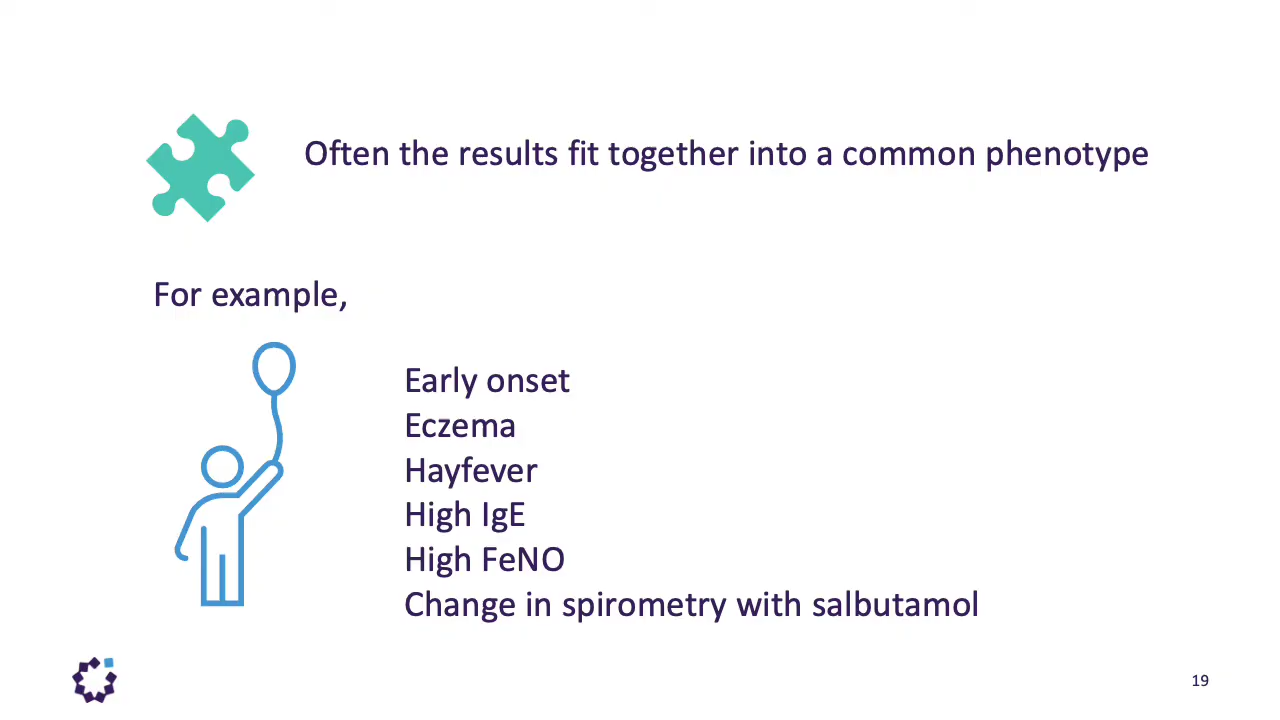 Often the results fit together into a common phenotype
For example,
Early onset
Eczema
Hayfever
High IgE
High FeNO
Change in spirometry with salbutamol
19